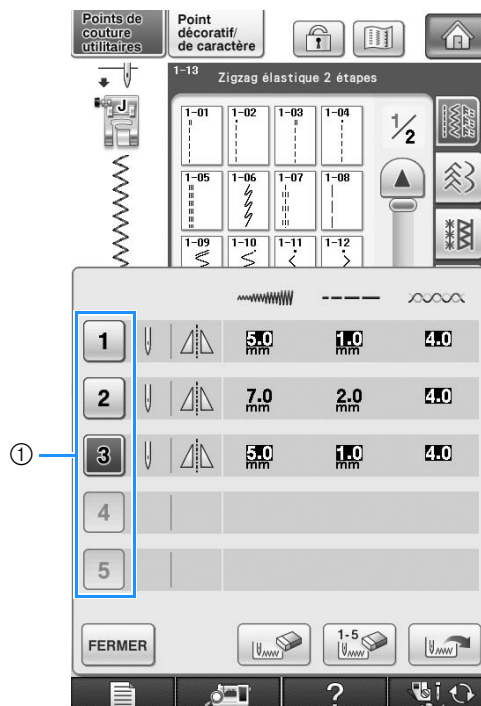 Points de
couture
utilitaires
Point
décoratif/
de caractère
1-13 Zigzag élastique 2 étapes
J
1-01 1-02 1-03 1-04
1/2
1-05 1-06 1-07 1-08
1-09 1-10 1-11 1-12
1 5.0 mm 1.0 mm 4.0
2 7.0 mm 2.0 mm 4.0
① 3 5.0 mm 1.0 mm 4.0
4
5
FERMER
1-5
?